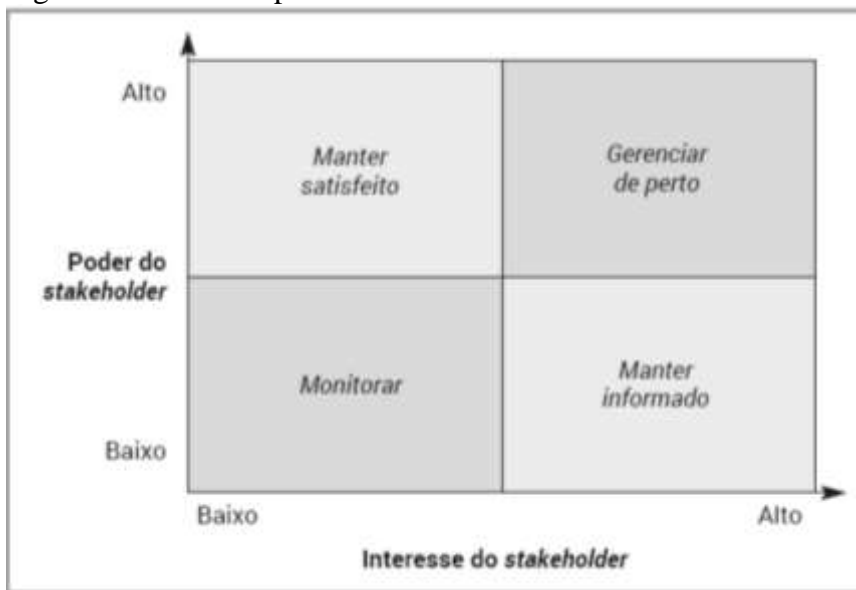 Alto
Manter
satisfeito
Gerenciar
de perto
Poder do
stakeholder
Monitorar
Manter
informado
Baixo
Baixo
Alto
Interesse do stakeholder